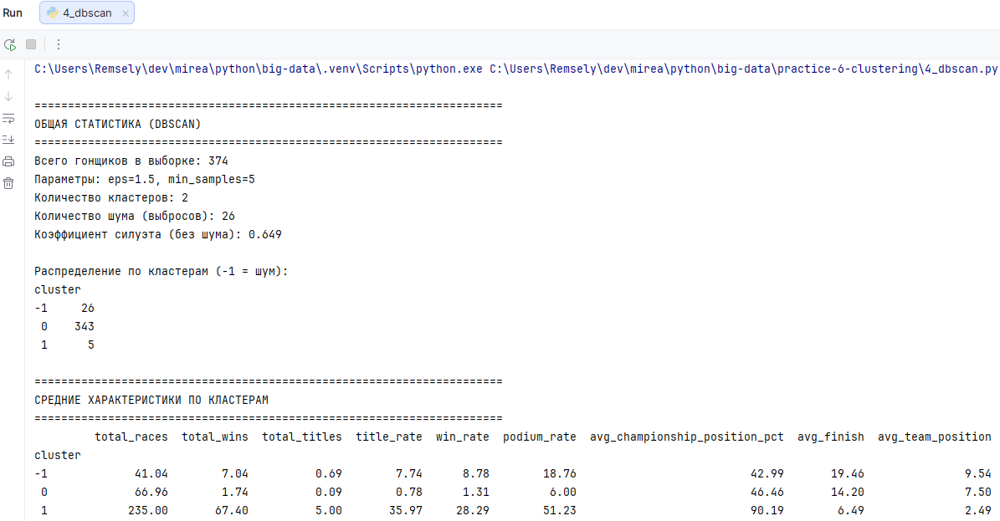 Run 4_dbscan
C:\Users\Remsely\dev\mirea\python\big-data\.venv\Scripts\python.exe C:\Users\Remsely\dev\mirea\python\big-data\practice-6-clustering\4_dbscan.py
======================================================================
ОБЩАЯ СТАТИСТИКА (DBSCAN)
======================================================================
Всего гонщиков в выборке: 374
Параметры: eps=1.5, min_samples=5
Количество кластеров: 2
Количество шума (выбросов): 26
Коэффициент силуэта (без шума): 0.649
Распределение по кластерам (-1 = шум):
cluster
-1 26
0 343
1 5
======================================================================
СРЕДНИЕ ХАРАКТЕРИСТИКИ ПО КЛАСТЕРАМ
======================================================================
total_races total_wins total_titles title_rate win_rate podium_rate avg_championship_position_pct avg_finish avg_team_position
cluster
-1 41.04 7.04 0.69 7.74 8.78 18.76 42.99 19.46 9.54
0 66.96 1.74 0.09 0.78 1.31 6.00 46.46 14.20 7.50
1 235.00 67.40 5.00 35.97 28.29 51.23 90.19 6.49 2.49